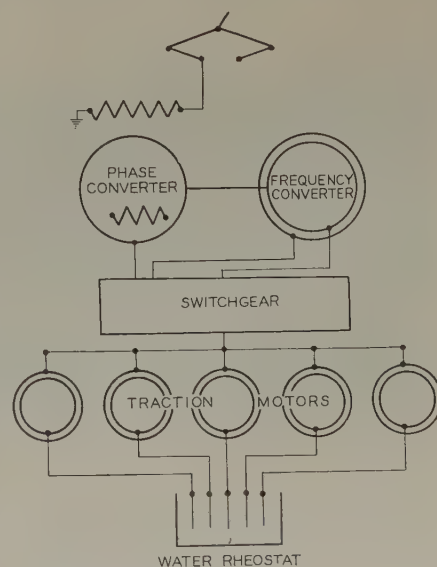 PHASE
CONVERTER
FREQUENCY
CONVERTER
SWITCHGEAR
TRACTION MOTORS
WATER RHEOSTAT